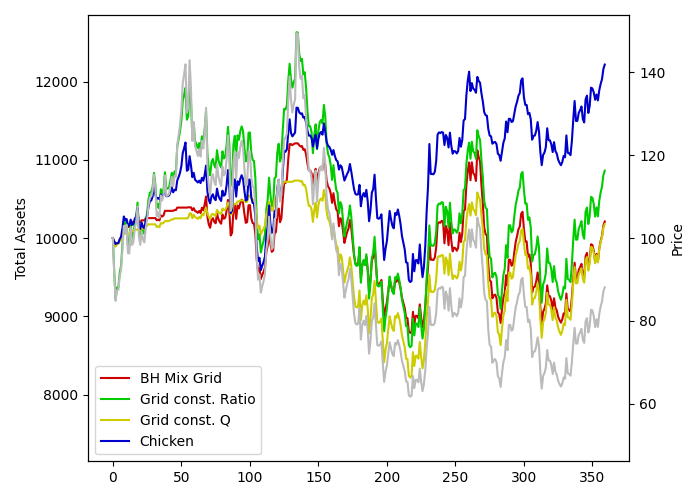 12000
11000
10000
9000
8000
Total Assets
140
120
100
80
60
Price
BH Mix Grid
Grid const. Ratio
Grid const. Q
Chicken
0 50 100 150 200 250 300 350